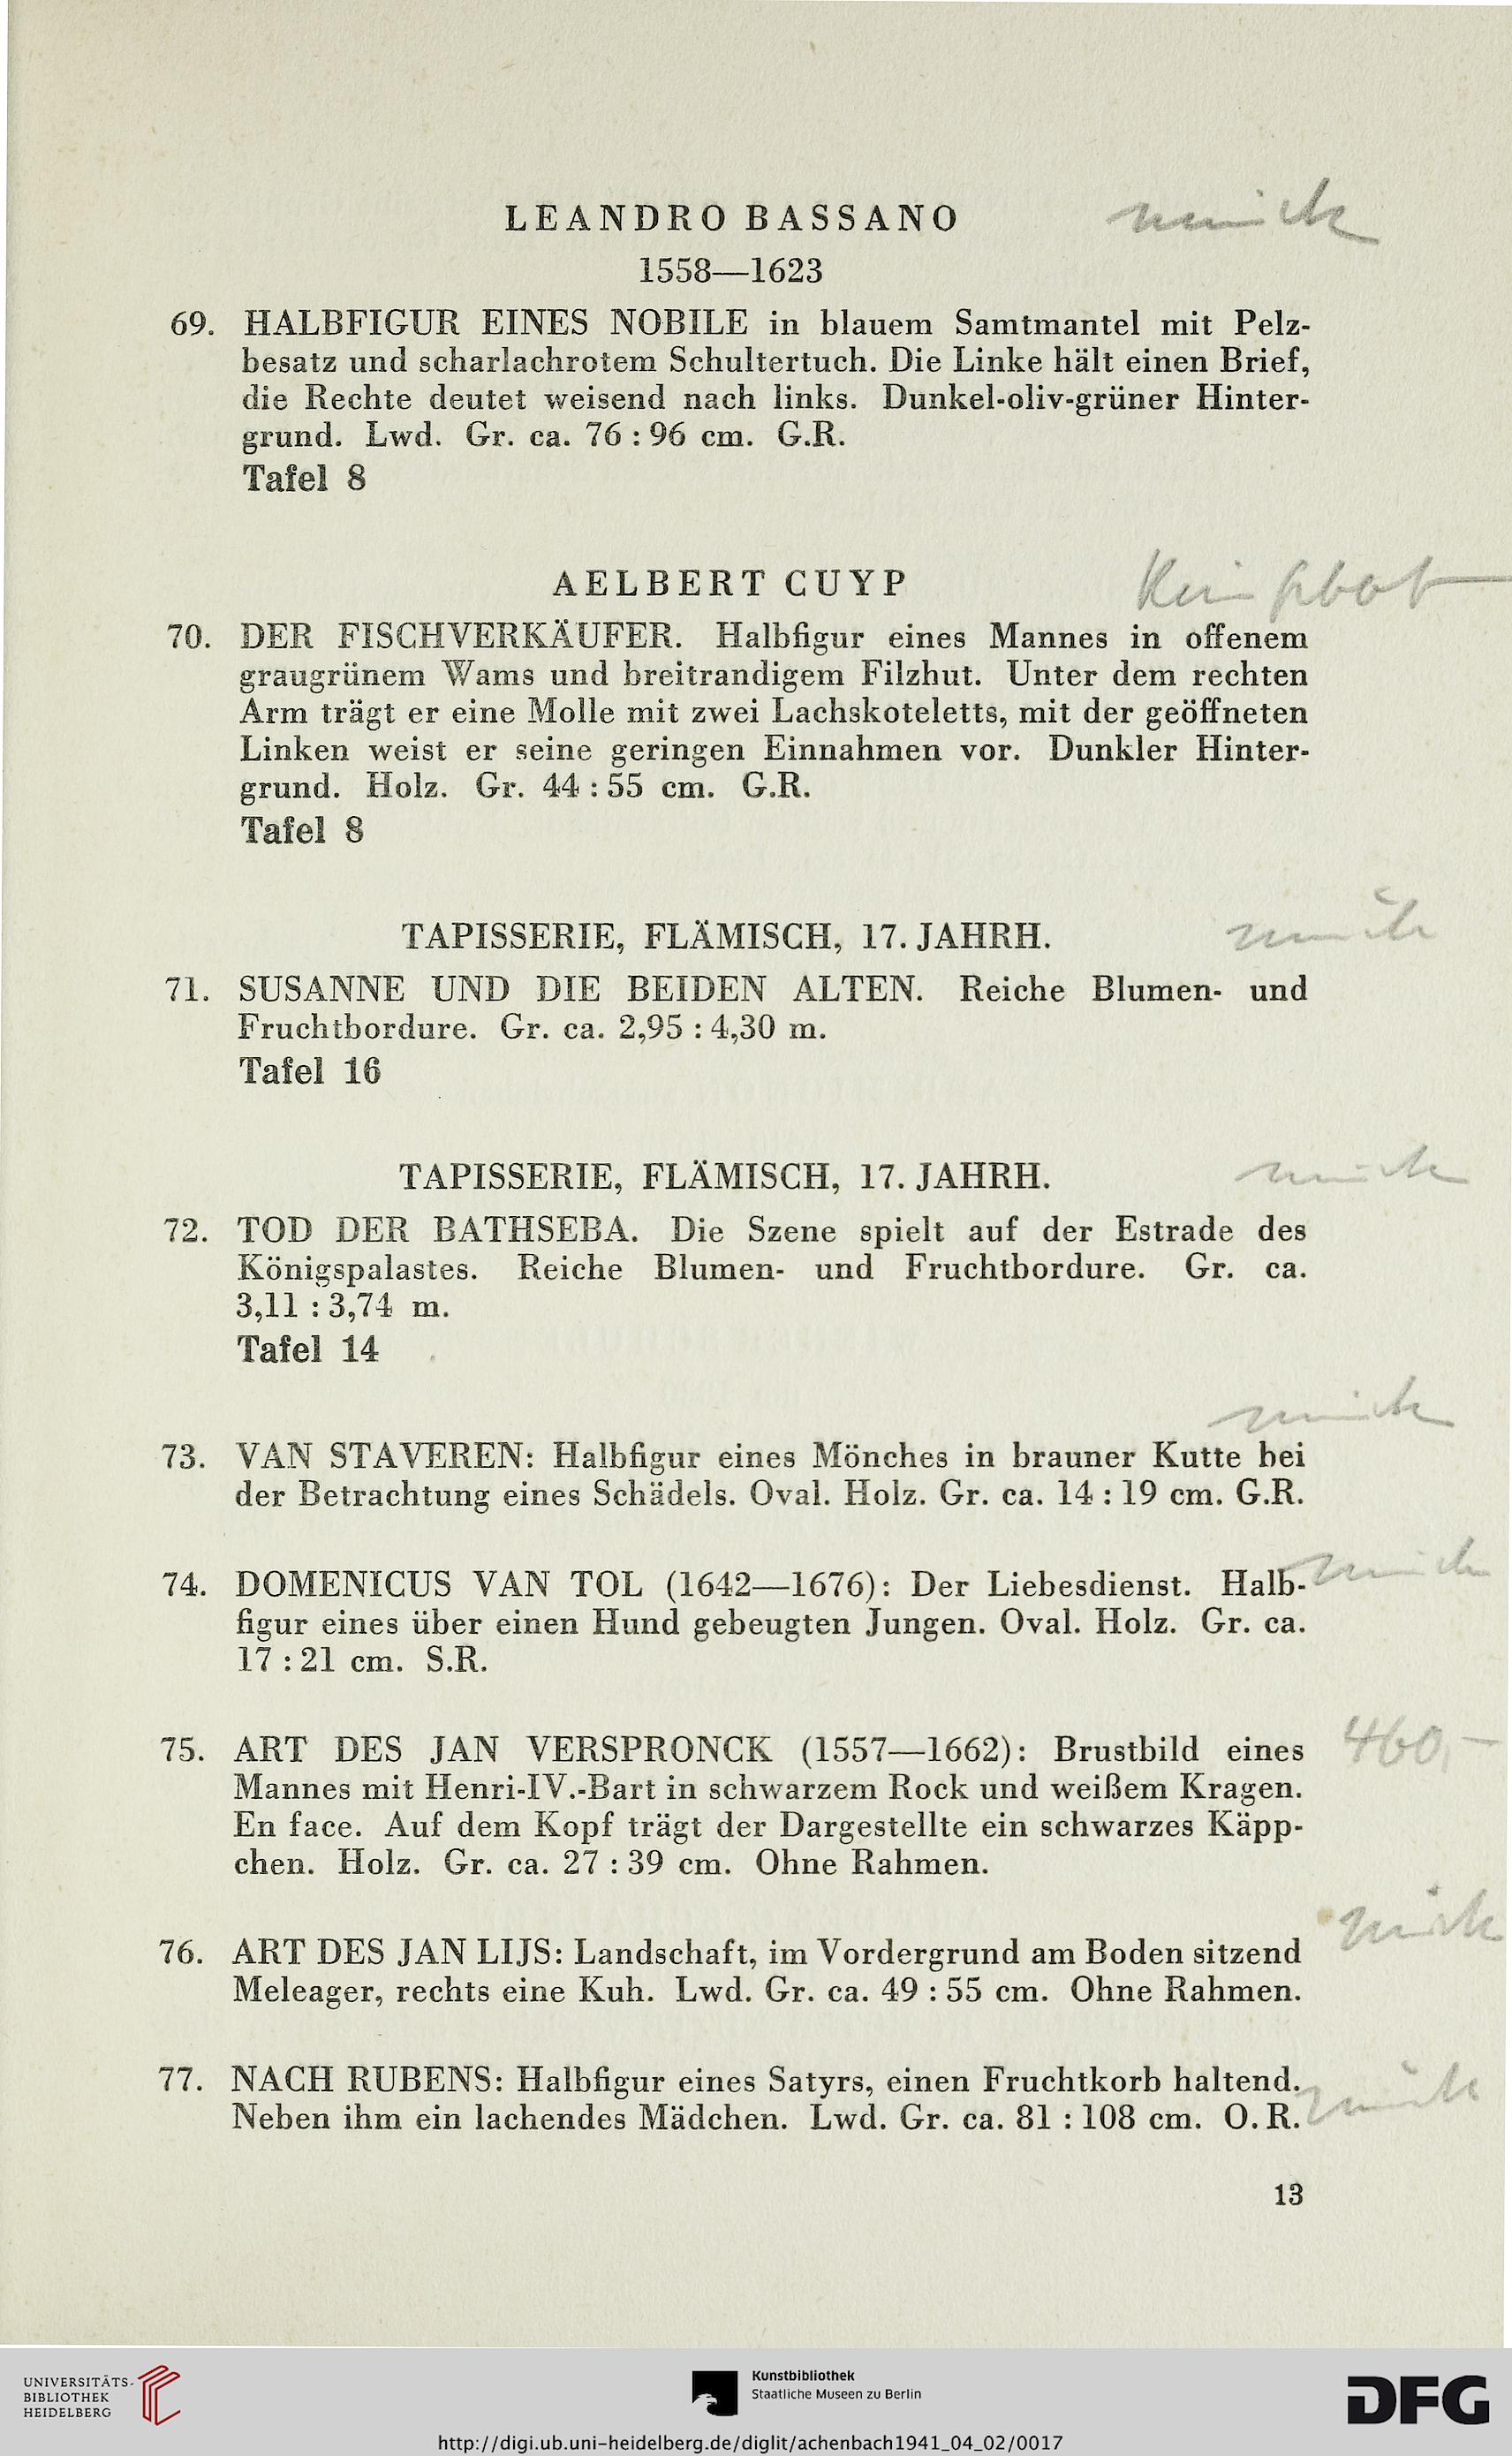 LEANDRO BASSANO
1558—1623
69. HALBFIGUR EINES NOBILE in blauem Samtmantel mit Pelz-
besatz und scharlachrotem Schultertuch. Die Linke hält einen Brief,
die Rechte deutet weisend nach links. Dunkel-oliv-grüner Hinter-
grund. Lwd. Gr. ca. 76 : 96 cm. G.R.
Tafel 8
AELBERT CUYP
Kein Gebot
70. DER FISCHVERKÄUFER. Halbfigur eines Mannes in offenem
graugrünem Wams und breitrandigem Filzhut. Unter dem rechten
Arm trägt er eine Molle mit zwei Lachskoteletts, mit der geöffneten
Linken weist er seine geringen Einnahmen vor. Dunkler Hinter-
grund. Holz. Gr. 44 : 55 cm. G.R.
Tafel 8
TAPISSERIE, FLÄMISCH, 17. JAHRH.
71. SUSANNE UND DIE BEIDEN ALTEN. Reiche Blumen- und
Fruchtbordure. Gr. ca. 2,95 : 4,30 m.
Tafel 16
TAPISSERIE, FLÄMISCH, 17. JAHRH.
72. TOD DER BATHSEBA. Die Szene spielt auf der Estrade des
Königspalastes. Reiche Blumen- und Fruchtbordure. Gr. ca.
3,11 : 3,74 m.
Tafel 14
73. VAN STAVEREN: Halbfigur eines Mönches in brauner Kutte bei
der Betrachtung eines Schädels. Oval. Holz. Gr. ca. 14 : 19 cm. G.R.
74. DOMENICUS VAN TOL (1642—1676): Der Liebesdienst. Halb-
figur eines über einen Hund gebeugten Jungen. Oval. Holz. Gr. ca.
17 : 21 cm. S.R.
75. ART DES JAN VERSPRONCK (1557—1662): Brustbild eines
460,—
Mannes mit Henri-IV.-Bart in schwarzem Rock und weißem Kragen.
En face. Auf dem Kopf trägt der Dargestellte ein schwarzes Käpp-
chen. Holz. Gr. ca. 27 : 39 cm. Ohne Rahmen.
76. ART DES JAN LIJS: Landschaft, im Vordergrund am Boden sitzend
Meleager, rechts eine Kuh. Lwd. Gr. ca. 49 : 55 cm. Ohne Rahmen.
77. NACH RUBENS: Halbfigur eines Satyrs, einen Fruchtkorb haltend.
Neben ihm ein lachendes Mädchen. Lwd. Gr. ca. 81 : 108 cm. O. R.
13
UNIVERSITÄTS-
BIBLIOTHEK
HEIDELBERG
Kunstbibliothek
Staatliche Museen zu Berlin
DFG
http://digi.ub.uni-heidelberg.de/diglit/achenbach1941_04_02/0017